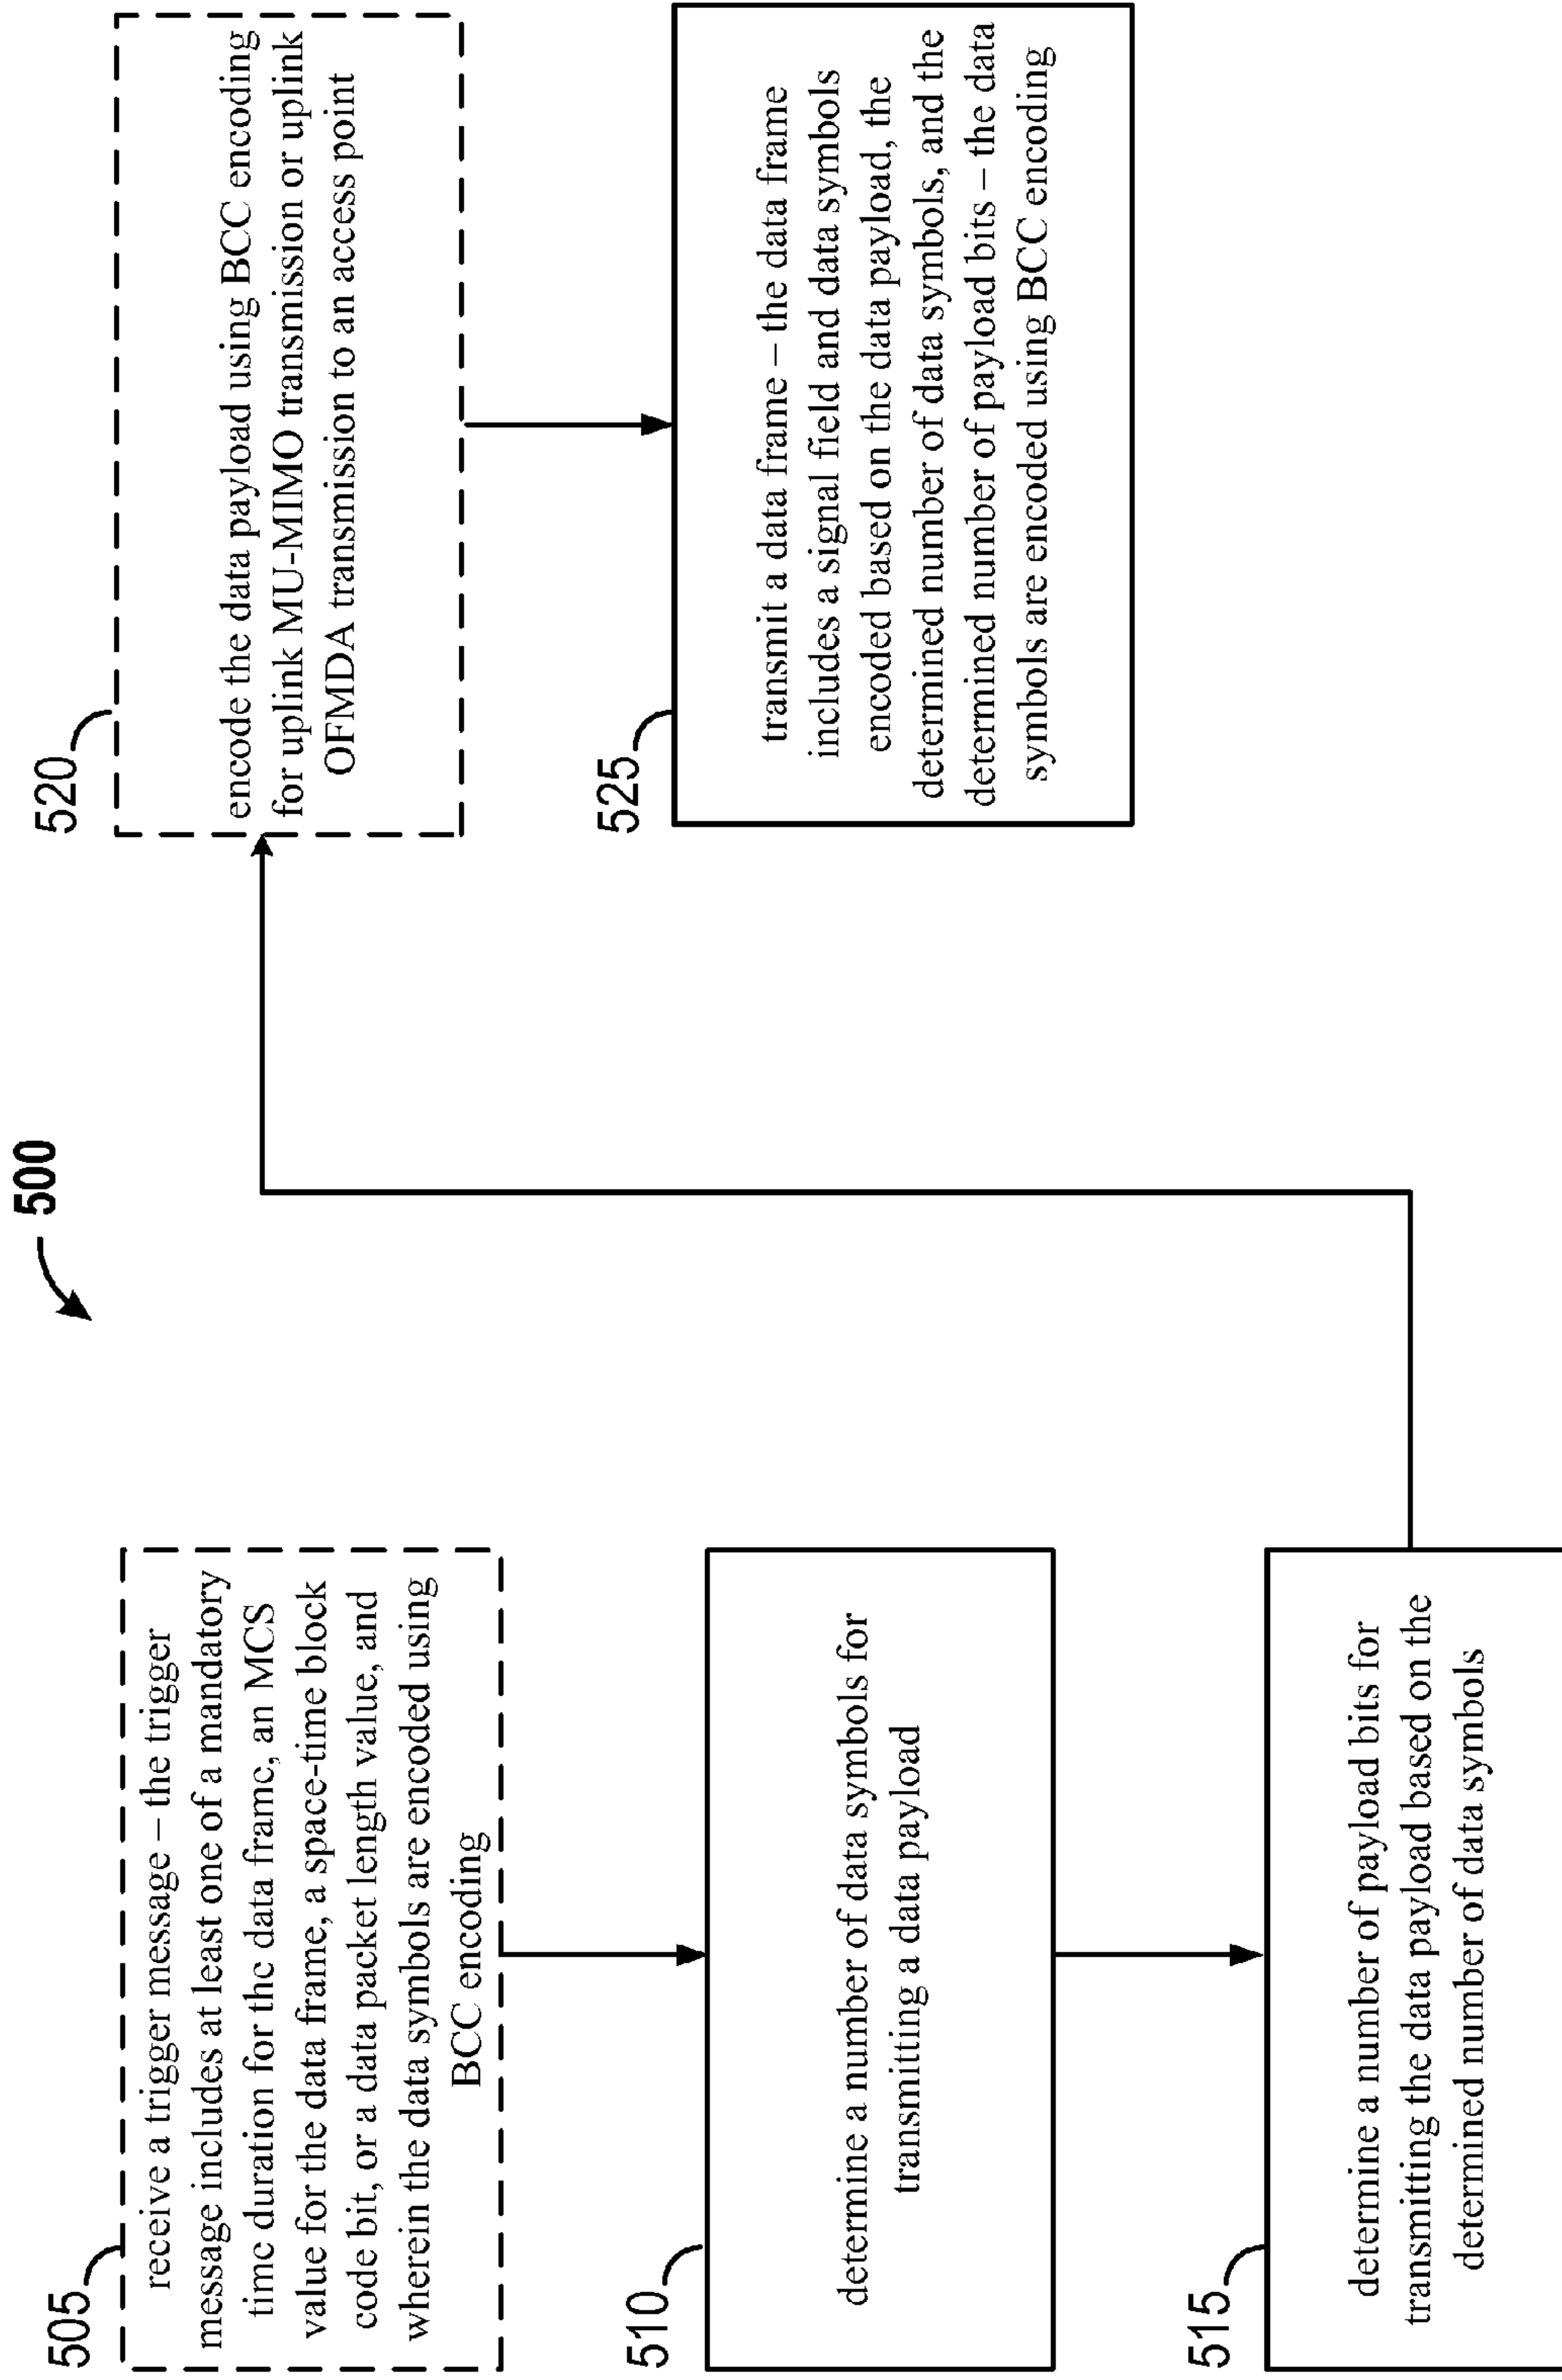 500
505
receive a trigger message – the trigger
message includes at least one of a mandatory
time duration for the data frame, an MCS
value for the data frame, a space-time block
code bit, or a data packet length value, and
wherein the data symbols are encoded using
BCC encoding
510
determine a number of data symbols for
transmitting a data payload
515
determine a number of payload bits for
transmitting the data payload based on the
determined number of data symbols
520
encode the data payload using BCC encoding
for uplink MU-MIMO transmission or uplink
OFMDA transmission to an access point
525
transmit a data frame – the data frame
includes a signal field and data symbols
encoded based on the data payload, the
determined number of data symbols, and the
determined number of payload bits – the data
symbols are encoded using BCC encoding